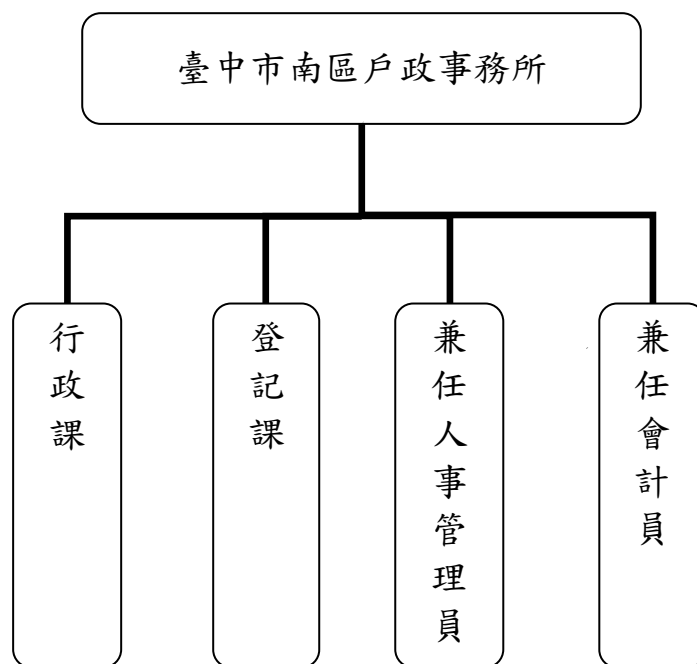 臺中市南區戶政事務所
行政課
登記課
兼任人事管理員
兼任會計員